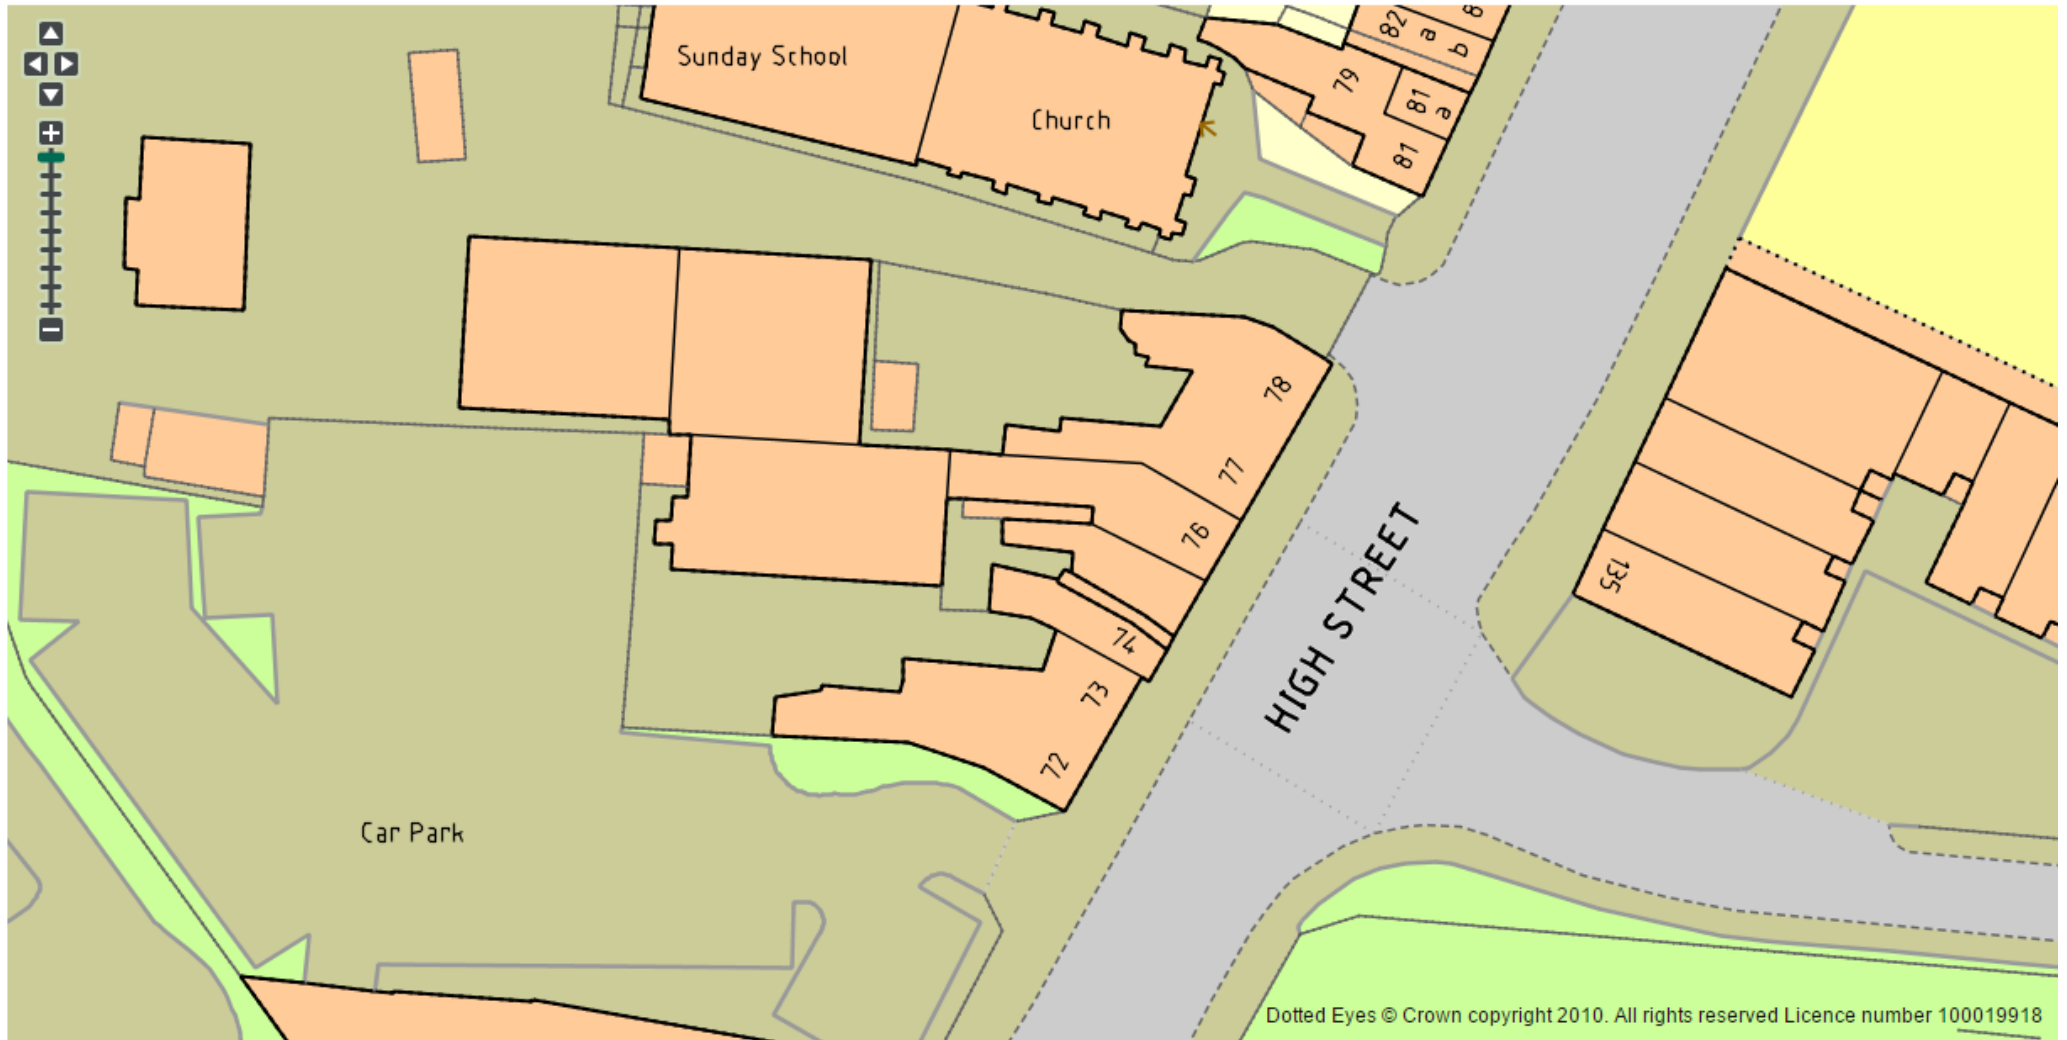 82
a
b
8
Sunday School
79
81
a
Church
81
78
77
76
HIGH STREET
135
74
73
72
Car Park
Dotted Eyes © Crown copyright 2010. All rights reserved Licence number 100019918